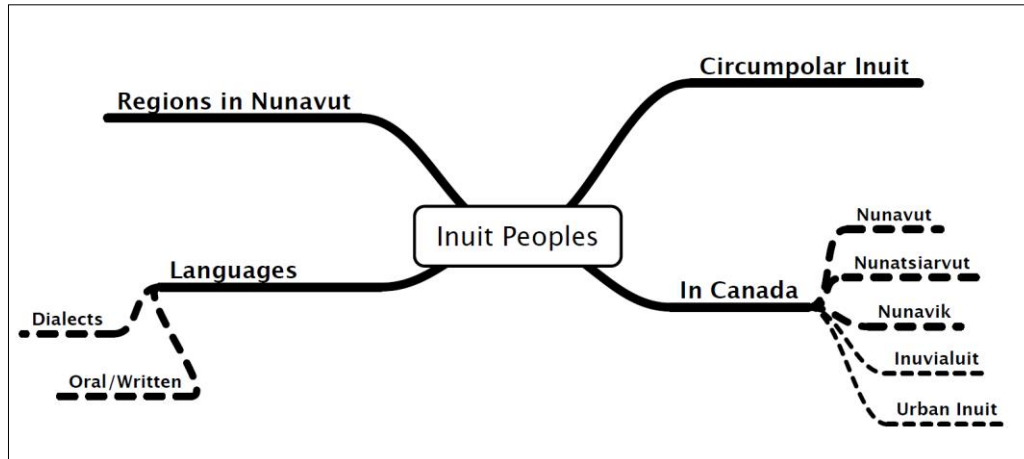 Circumpolar Inuit
Regions in Nunavut
Inuit Peoples
Languages
Dialects
Oral/Written
In Canada
Nunavut
Nunatsiarvut
Nunavik
Inuvialuit
Urban Inuit